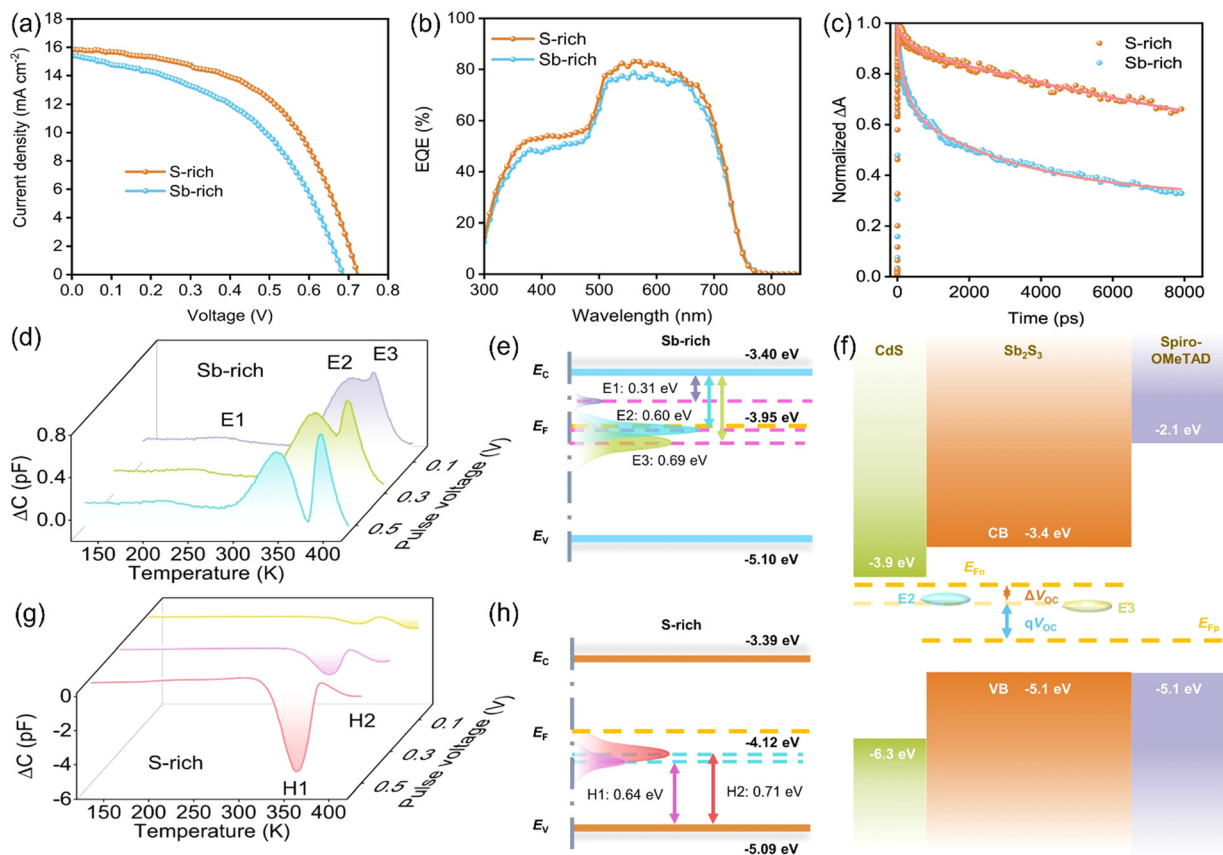 (a)
18
16
14
12
10
8
6
4
2
0
Current density (mA cm⁻²)
S-rich
Sb-rich
0.0 0.1 0.2 0.3 0.4 0.5 0.6 0.7 0.8
Voltage (V)
(b)
100
80
60
40
20
0
EQE (%)
S-rich
Sb-rich
300 400 500 600 700 800
Wavelength (nm)
(c)
1.0
0.8
0.6
0.4
0.2
0.0
Normalized ΔA
S-rich
Sb-rich
0 2000 4000 6000 8000
Time (ps)
(d)
Sb-rich
E1
E2
E3
0.8
0.4
0.0
ΔC (pF)
150 200 250 300 350 400
Temperature (K)
0.1
0.3
0.5
Pulse voltage (V)
(e)
Sb-rich
-3.40 eV
EC
E1: 0.31 eV
E2: 0.60 eV
-3.95 eV
EF
E3: 0.69 eV
EV
-5.10 eV
(f)
CdS
Sb₂S₃
Spiro-
OMeTAD
-2.1 eV
CB -3.4 eV
-3.9 eV
EFn
E2
ΔVOC
E3
qVOC
EFp
VB -5.1 eV
-5.1 eV
-6.3 eV
(g)
0
-2
-4
-6
ΔC (pF)
S-rich
H1
H2
150 200 250 300 350 400
Temperature (K)
0.1
0.3
0.5
Pulse voltage (V)
(h)
S-rich
-3.39 eV
EC
EF
-4.12 eV
H1: 0.64 eV
H2: 0.71 eV
EV
-5.09 eV